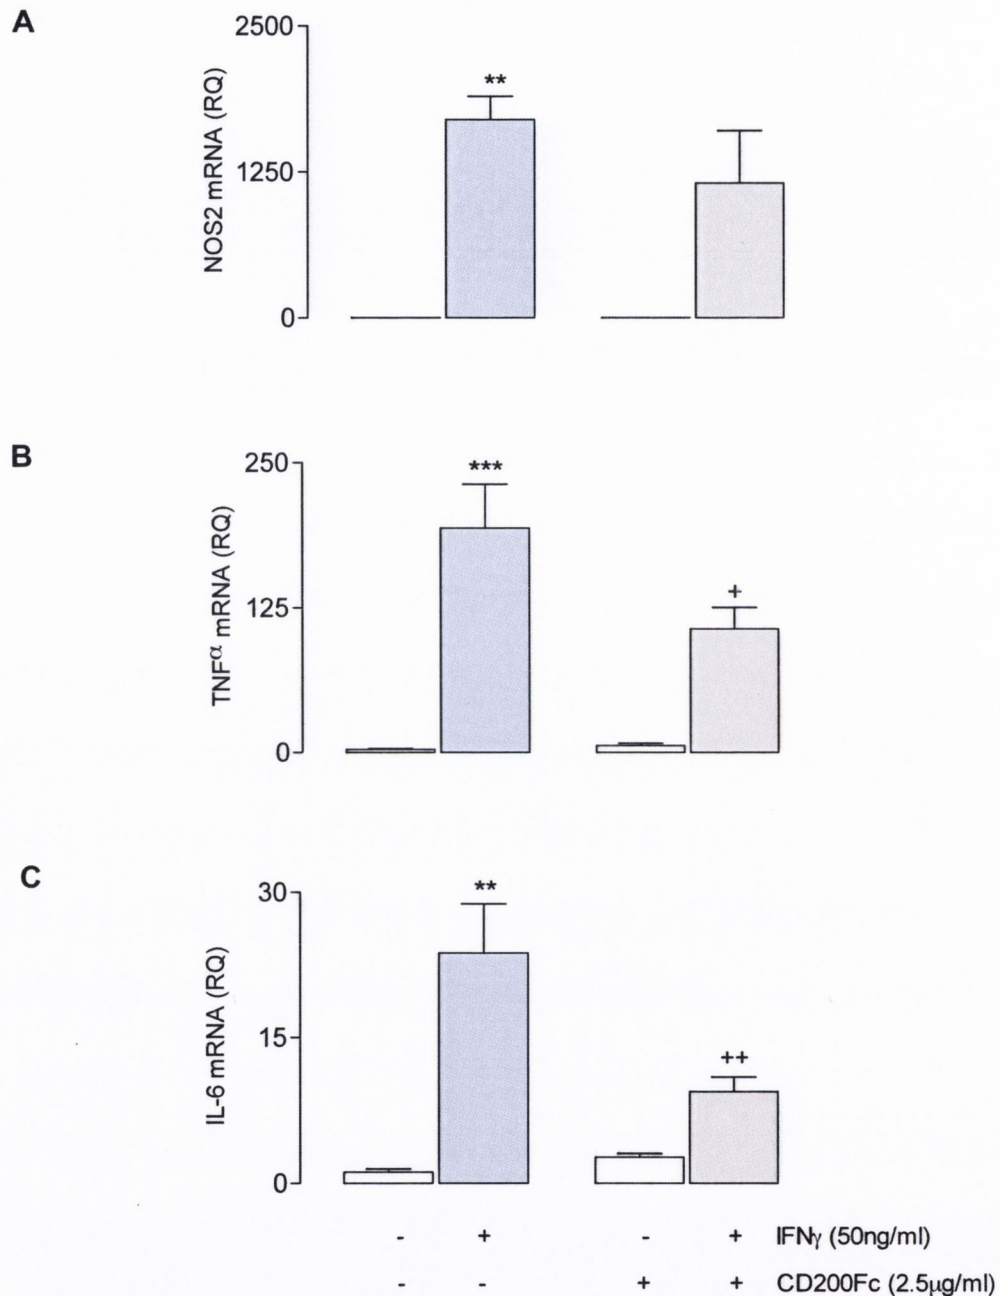 A
2500
**
NOS2 mRNA (RQ)
1250
0
B
250
***
TNFα mRNA (RQ)
+
125
0
C
30
**
IL-6 mRNA (RQ)
15
++
0
- + - + IFNγ (50ng/ml)
- - + + CD200Fc (2.5µg/ml)